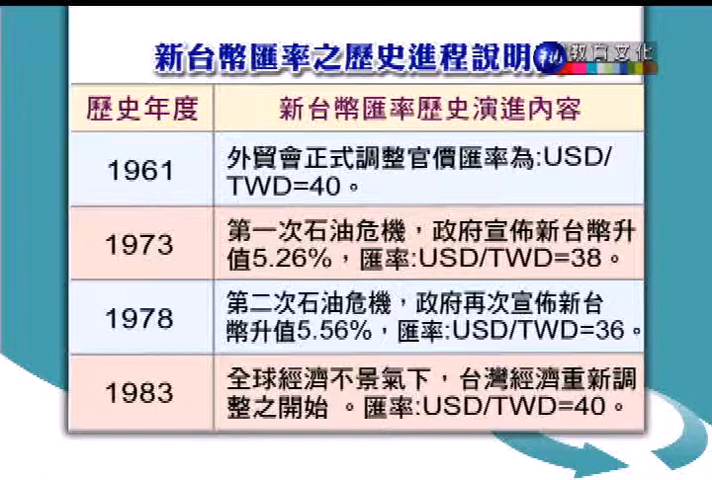 新台幣匯率之歷史進程說明
教育文化
歷史年度
新台幣匯率歷史演進內容
1961
外貿會正式調整官價匯率為:USD/
TWD=40。
1973
第一次石油危機，政府宣佈新台幣升
值5.26%，匯率:USD/TWD=38。
1978
第二次石油危機，政府再次宣佈新台
幣升值5.56%，匯率:USD/TWD=36。
1983
全球經濟不景氣下，台灣經濟重新調
整之開始 。匯率:USD/TWD=40。